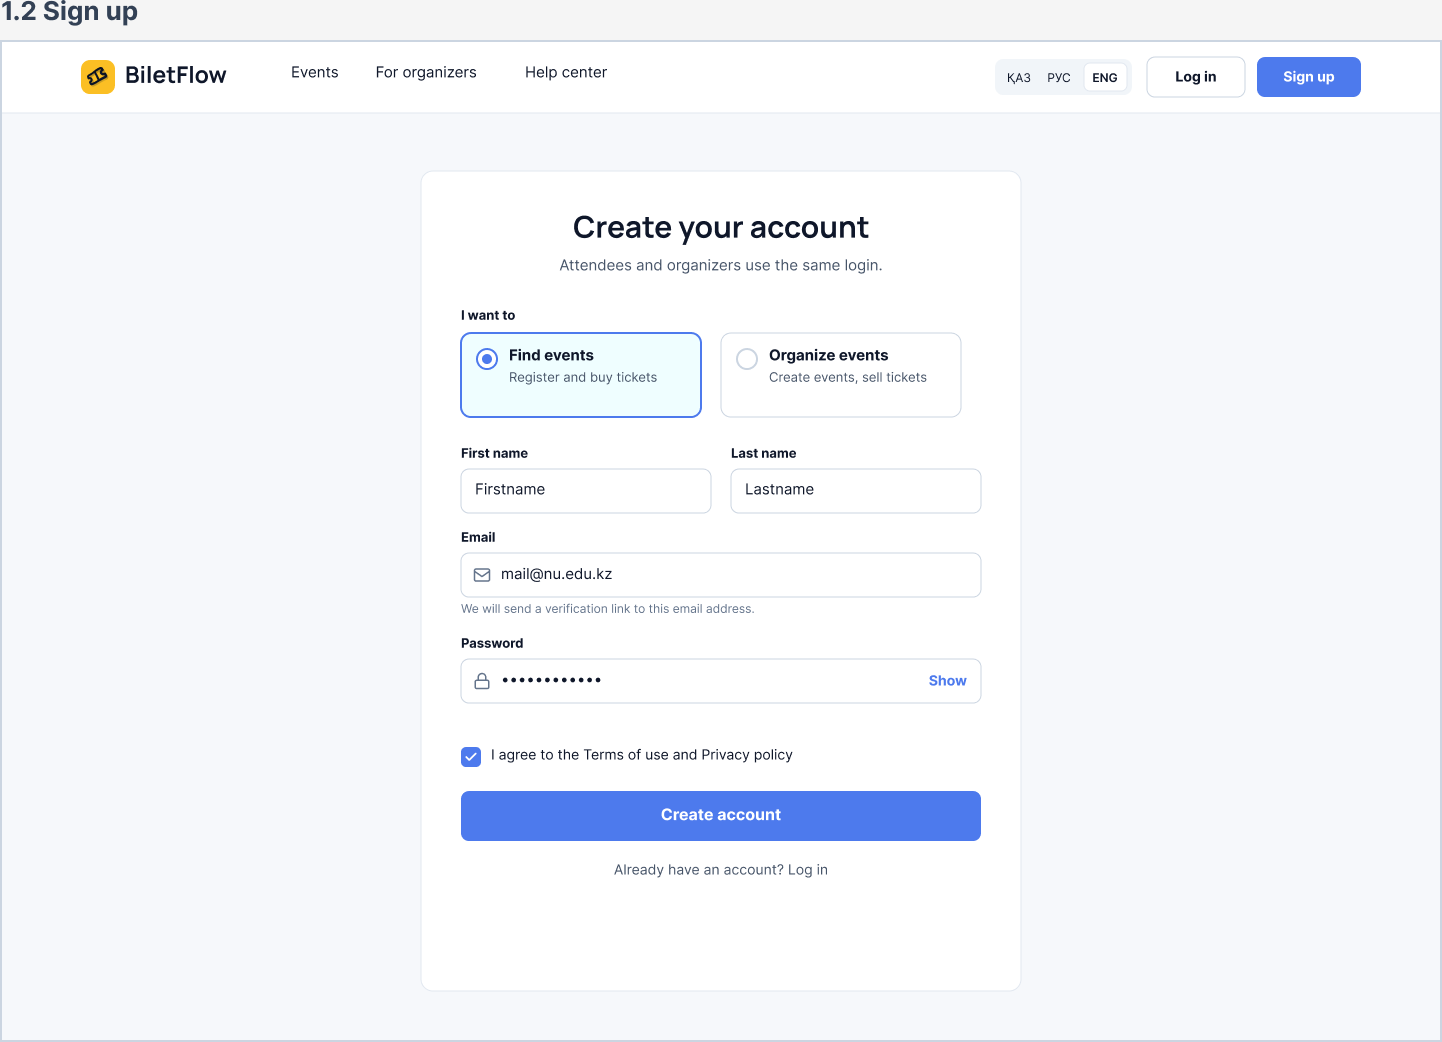 1.2 Sign up
BiletFlow
Events
For organizers
Help center
ҚАЗ
РУС
ENG
Log in
Sign up
Create your account
Attendees and organizers use the same login.
I want to
Find events
Register and buy tickets
Organize events
Create events, sell tickets
First name
Last name
Firstname
Lastname
Email
mail@nu.edu.kz
We will send a verification link to this email address.
Password
••••••••••••
Show
I agree to the Terms of use and Privacy policy
Create account
Already have an account? Log in